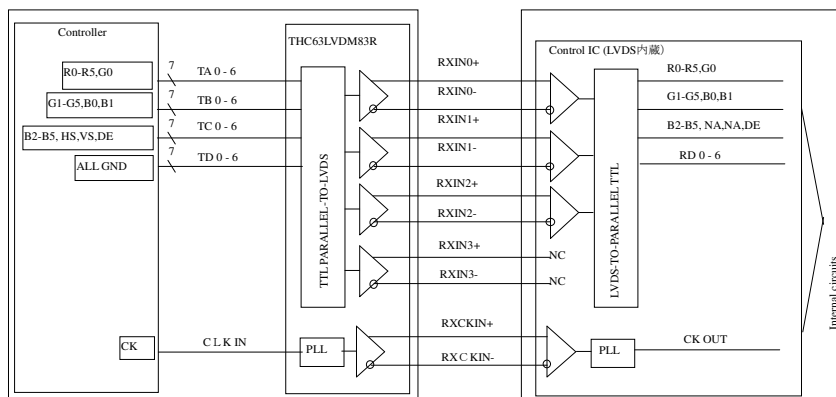 Controller
THC63LVDM83R
Control IC (LVDS内蔵)
R0-R5,G0
7
TA 0 - 6
RXIN0+
R0-R5,G0
G1-G5,B0,B1
7
TB 0 - 6
RXIN0-
G1-G5,B0,B1
B2-B5, HS,VS,DE
7
TC 0 - 6
RXIN1+
B2-B5, NA,NA,DE
ALL GND
7
TD 0 - 6
RXIN1-
RD 0 - 6
RXIN2+
RXIN2-
RXIN3+
NC
RXIN3-
NC
TTL PARALLEL-TO-LVDS
LVDS-TO-PARALLEL TTL
Internal circuits
CK
C L K IN
PLL
RXCKIN+
RX C KIN-
PLL
CK OUT